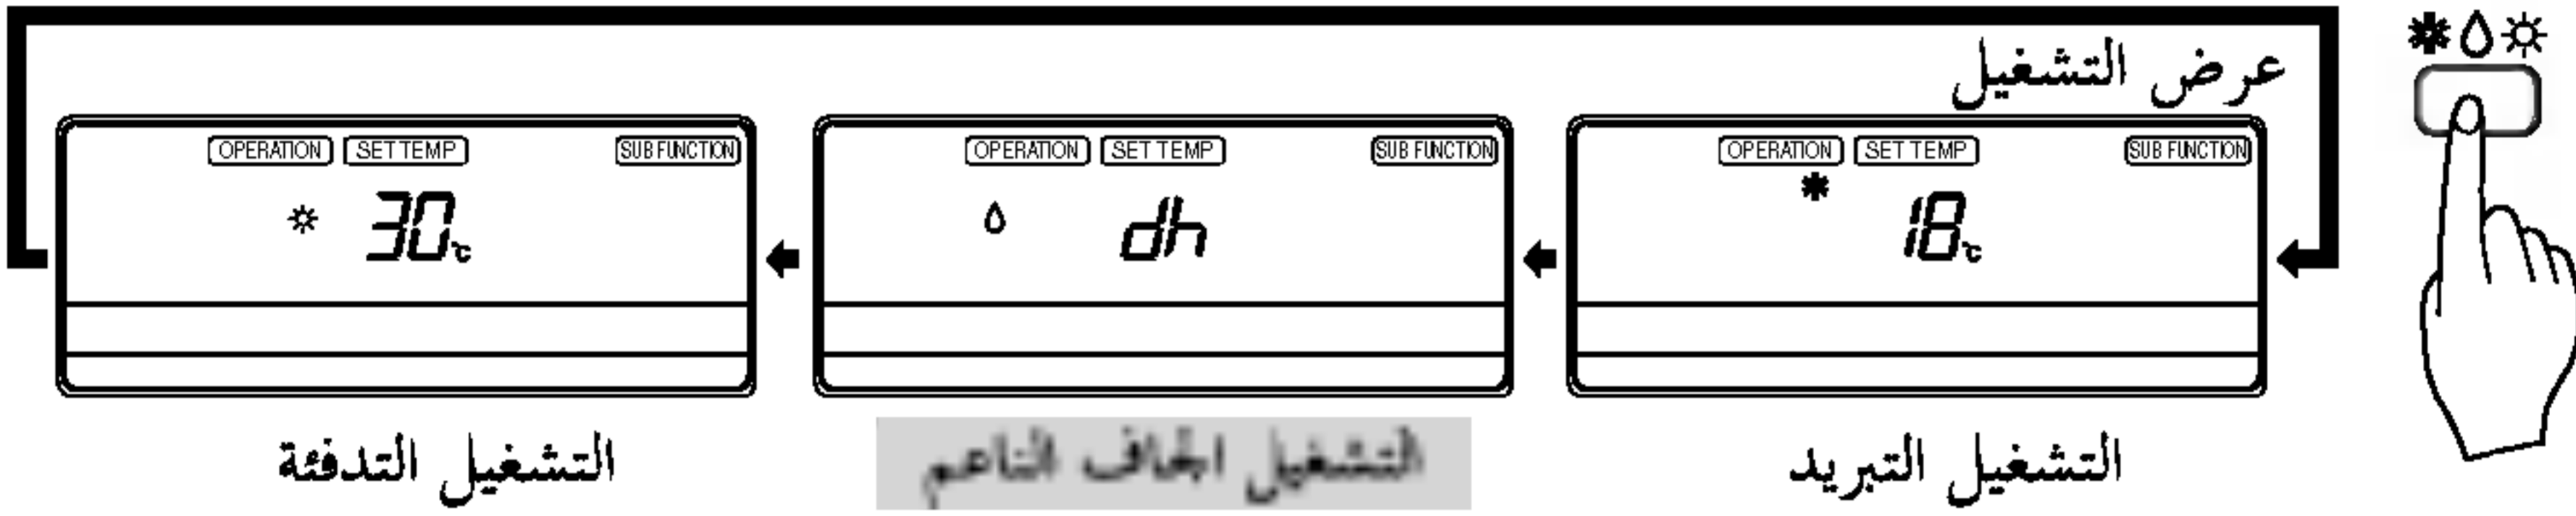 عرض التشغيل
OPERATION SET TEMP SUB FUNCTION
18°C
التشغيل التبريد
OPERATION SET TEMP SUB FUNCTION
dh
التشغيل الجاف الناعم
OPERATION SET TEMP SUB FUNCTION
30°C
التشغيل التدفئة